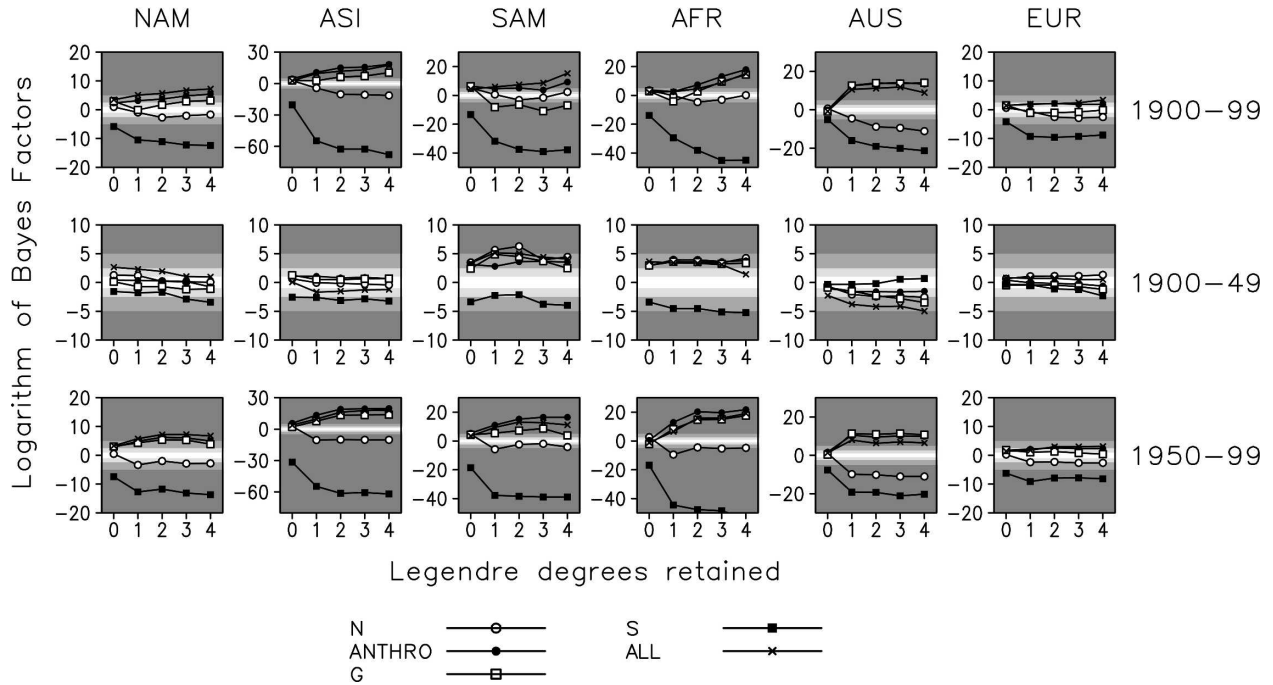 NAM ASI SAM AFR AUS EUR
Logarithm of Bayes Factors
20 10 0 −10 −20
0 1 2 3 4
30 0 −30 −60
0 1 2 3 4
20 0 −20 −40
0 1 2 3 4
20 0 −20 −40
0 1 2 3 4
20 0 −20
0 1 2 3 4
20 10 0 −10 −20
0 1 2 3 4
1900−99
10 5 0 −5 −10
0 1 2 3 4
10 5 0 −5 −10
0 1 2 3 4
10 5 0 −5 −10
0 1 2 3 4
10 5 0 −5 −10
0 1 2 3 4
10 5 0 −5 −10
0 1 2 3 4
10 5 0 −5 −10
0 1 2 3 4
1900−49
20 10 0 −10 −20
0 1 2 3 4
30 0 −30 −60
0 1 2 3 4
40 20 0 −20 −40
0 1 2 3 4
20 0 −20 −40
0 1 2 3 4
20 0 −20
0 1 2 3 4
20 10 0 −10 −20
0 1 2 3 4
1950−99
Legendre degrees retained
N
ANTHRO
G
S
ALL